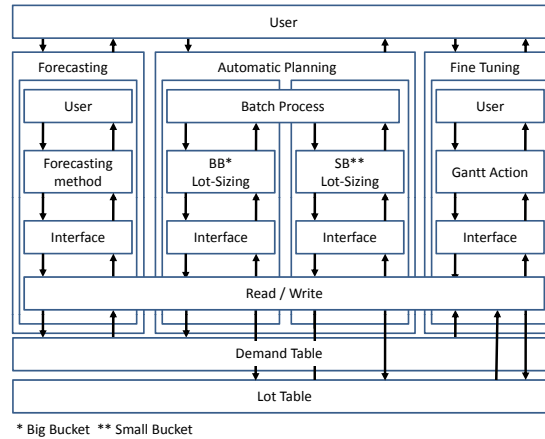 User
Forecasting
Automatic Planning
Fine Tuning
User
Batch Process
User
Forecasting
method
BB*
Lot-Sizing
SB**
Lot-Sizing
Gantt Action
Interface
Interface
Interface
Interface
Read / Write
Demand Table
Lot Table
* Big Bucket ** Small Bucket